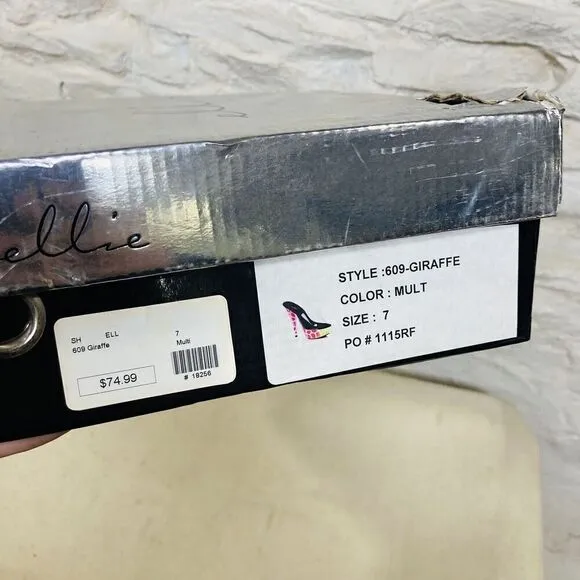 ellie
SH ELL 7
609 Giraffe Multi
$74.99
# 18256
STYLE :609-GIRAFFE
COLOR : MULT
SIZE : 7
PO # 1115RF